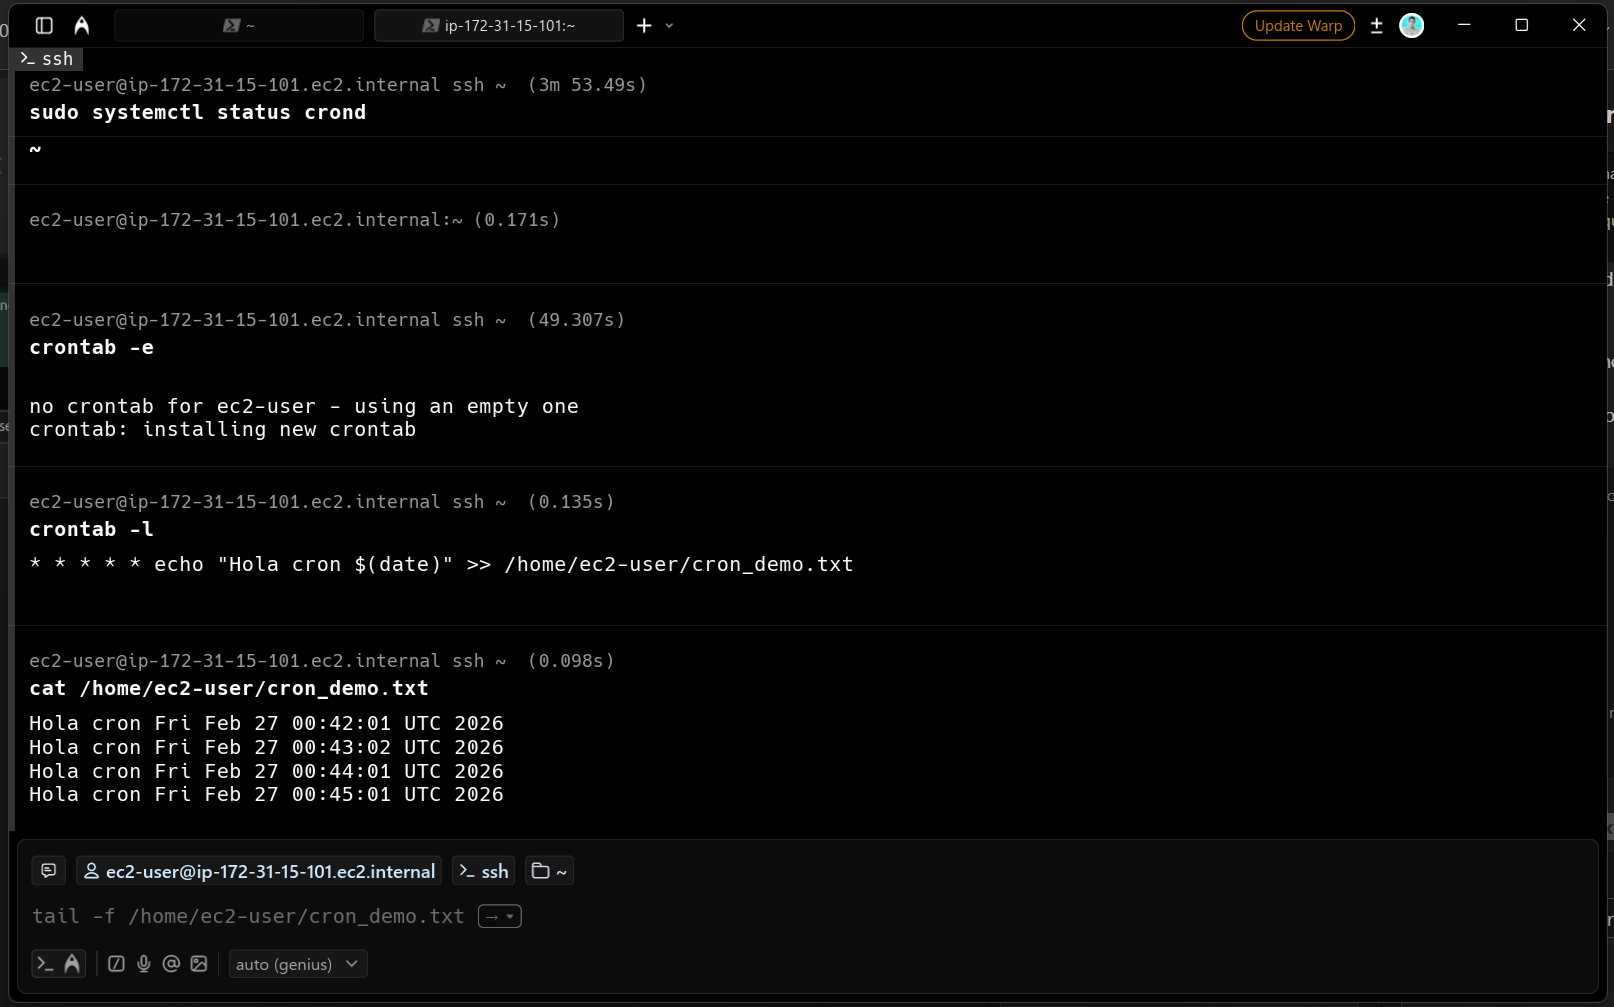 ~
ip-172-31-15-101:~
Update Warp
ssh
ec2-user@ip-172-31-15-101.ec2.internal ssh ~ (3m 53.49s)
sudo systemctl status crond
~
ec2-user@ip-172-31-15-101.ec2.internal:~ (0.171s)
ec2-user@ip-172-31-15-101.ec2.internal ssh ~ (49.307s)
crontab -e
no crontab for ec2-user - using an empty one
crontab: installing new crontab
ec2-user@ip-172-31-15-101.ec2.internal ssh ~ (0.135s)
crontab -l
* * * * * echo "Hola cron $(date)" >> /home/ec2-user/cron_demo.txt
ec2-user@ip-172-31-15-101.ec2.internal ssh ~ (0.098s)
cat /home/ec2-user/cron_demo.txt
Hola cron Fri Feb 27 00:42:01 UTC 2026
Hola cron Fri Feb 27 00:43:02 UTC 2026
Hola cron Fri Feb 27 00:44:01 UTC 2026
Hola cron Fri Feb 27 00:45:01 UTC 2026
ec2-user@ip-172-31-15-101.ec2.internal ssh ~
tail -f /home/ec2-user/cron_demo.txt
auto (genius)